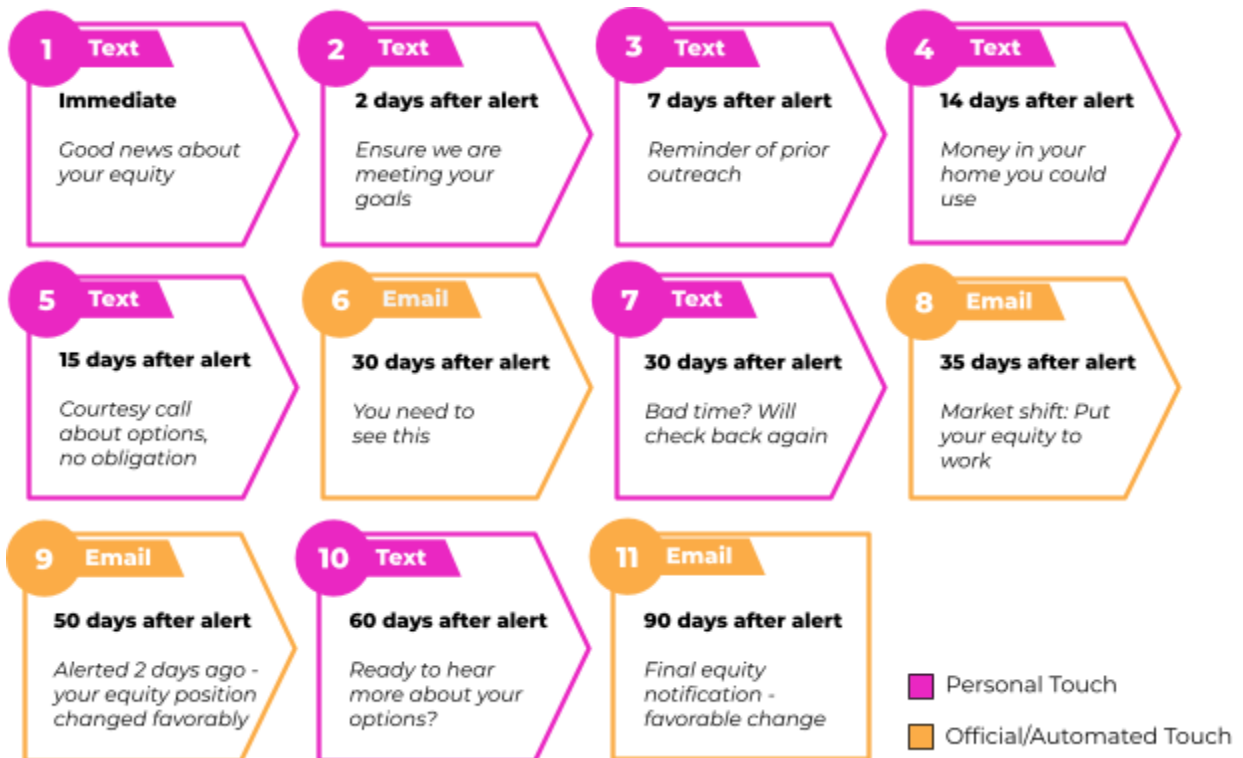 1 Text
Immediate
Good news about
your equity
2 Text
2 days after alert
Ensure we are
meeting your
goals
3 Text
7 days after alert
Reminder of prior
outreach
4 Text
14 days after alert
Money in your
home you could
use
5 Text
15 days after alert
Courtesy call
about options,
no obligation
6 Email
30 days after alert
You need to
see this
7 Text
30 days after alert
Bad time? Will
check back again
8 Email
35 days after alert
Market shift: Put
your equity to
work
9 Email
50 days after alert
Alerted 2 days ago -
your equity position
changed favorably
10 Text
60 days after alert
Ready to hear
more about your
options?
11 Email
90 days after alert
Final equity
notification -
favorable change
Personal Touch
Official/Automated Touch